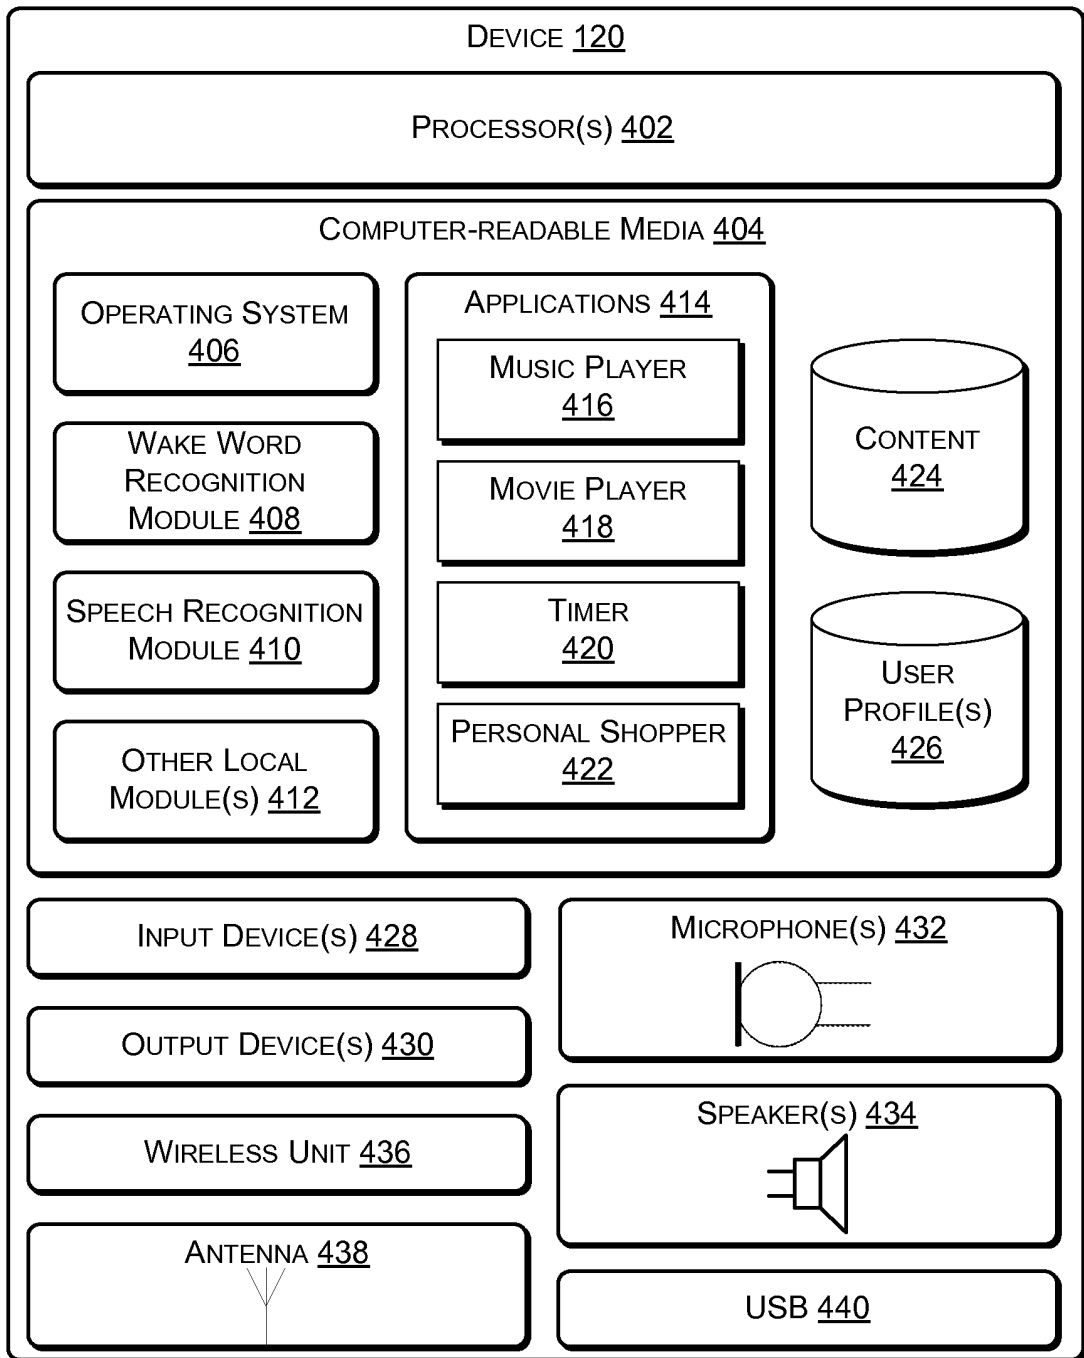 DEVICE 120
PROCESSOR(S) 402
COMPUTER-READABLE MEDIA 404
OPERATING SYSTEM
406
WAKE WORD
RECOGNITION
MODULE 408
SPEECH RECOGNITION
MODULE 410
OTHER LOCAL
MODULE(S) 412
APPLICATIONS 414
MUSIC PLAYER
416
MOVIE PLAYER
418
TIMER
420
PERSONAL SHOPPER
422
CONTENT
424
USER
PROFILE(S)
426
INPUT DEVICE(S) 428
OUTPUT DEVICE(S) 430
WIRELESS UNIT 436
ANTENNA 438
MICROPHONE(S) 432
SPEAKER(S) 434
USB 440